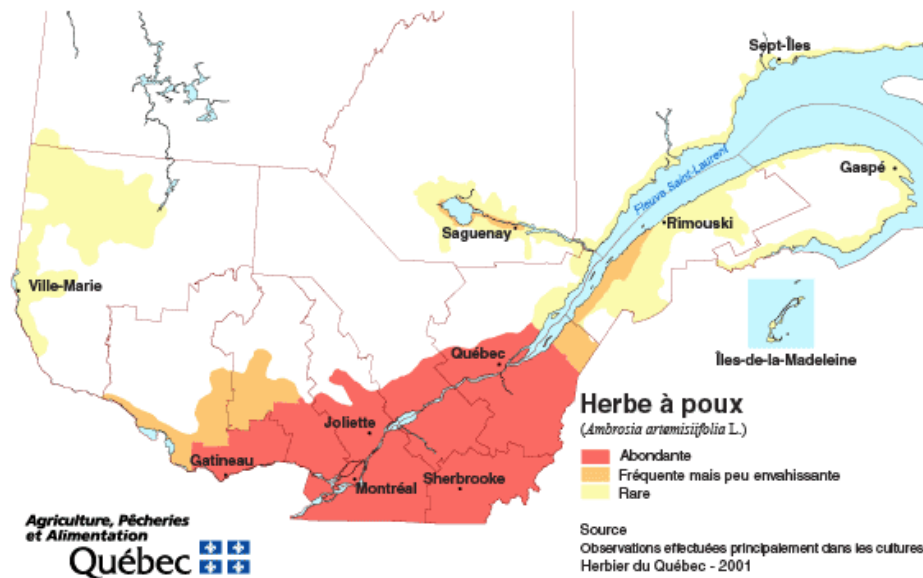 Sept-Îles
Fleuve Saint-Laurent
Gaspé
Rimouski
Saguenay
Ville-Marie
Îles-de-la-Madeleine
Québec
Joliette
Gatineau
Montréal
Sherbrooke
Herbe à poux
(Ambrosia artemisiifolia L.)
Abondante
Fréquente mais peu envahissante
Rare
Agriculture, Pêcheries
et Alimentation
Québec
Source
Observations effectuées principalement dans les cultures
Herbier du Québec - 2001